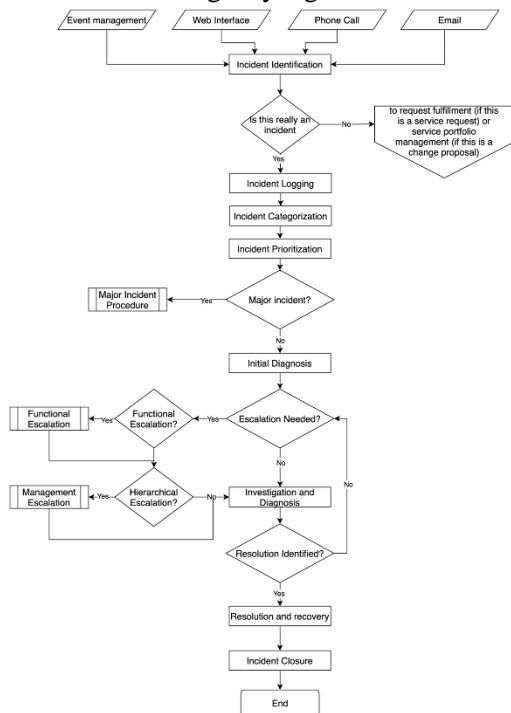 Event management
Web Interface
Phone Call
Email
Incident Identification
Is this really an
incident
No
to request fulfillment (if this
is a service request) or
service portfolio
management (if this is a
change proposal)
Yes
Incident Logging
Incident Categorization
Incident Prioritization
Major incident?
Yes
Major Incident
Procedure
No
Initial Diagnosis
Escalation Needed?
Yes
Functional
Escalation?
Yes
Functional
Escalation
No
No
Hierarchical
Escalation?
Yes
Management
Escalation
No
Investigation and
Diagnosis
Resolution Identified?
Yes
Resolution and recovery
Incident Closure
End